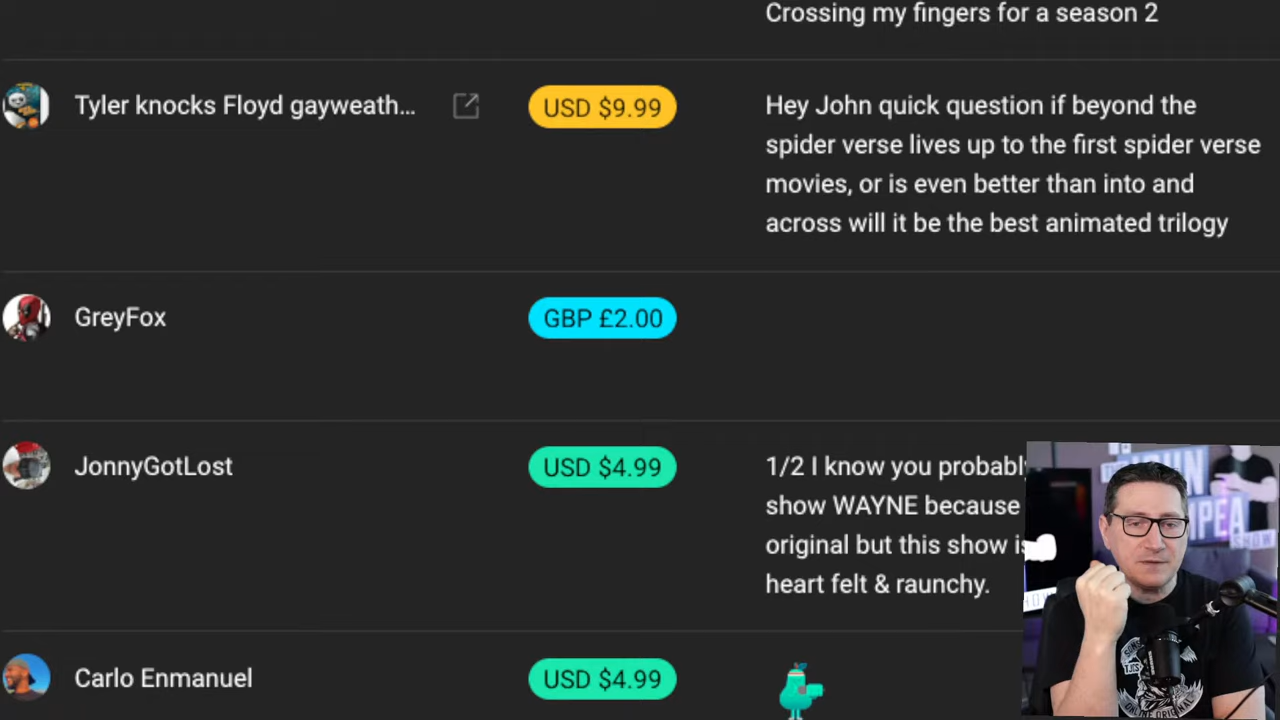 Crossing my fingers for a season 2
Tyler knocks Floyd gayweath...
USD $9.99
Hey John quick question if beyond the
spider verse lives up to the first spider verse
movies, or is even better than into and
across will it be the best animated trilogy
GreyFox
GBP £2.00
JonnyGotLost
USD $4.99
1/2 I know you
show WAYNE because
original but this show
heart felt & raunchy.
Carlo Enmanuel
USD $4.99